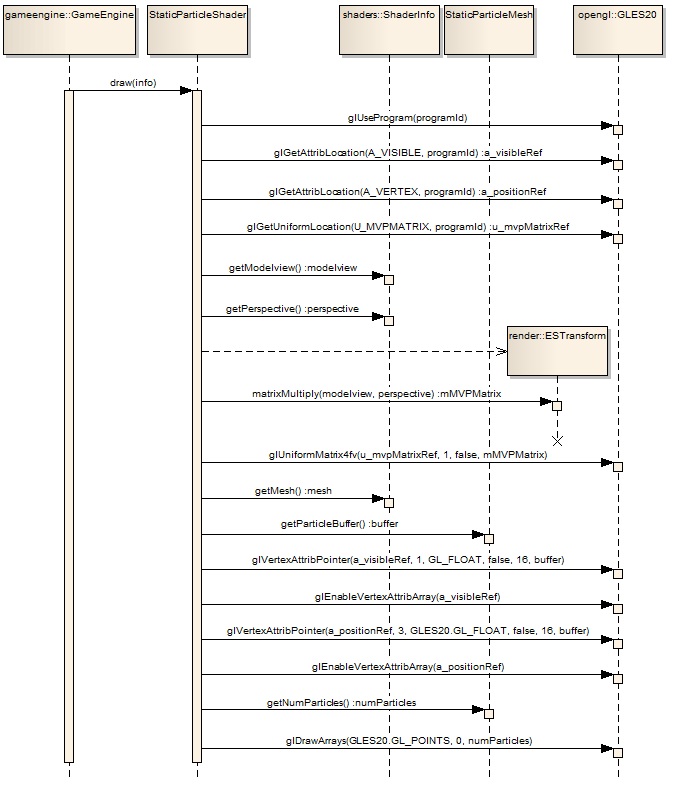 gameengine::GameEngine
StaticParticleShader
shaders::ShaderInfo
StaticParticleMesh
opengl::GLES20
draw(info)
glUseProgram(programId)
glGetAttribLocation(A_VISIBLE, programId) :a_visibleRef
glGetAttribLocation(A_VERTEX, programId) :a_positionRef
glGetUniformLocation(U_MVPMATRIX, programId) :u_mvpMatrixRef
getModelview() :modelview
getPerspective() :perspective
render::ESTransform
matrixMultiply(modelview, perspective) :mMVPMatrix
glUniformMatrix4fv(u_mvpMatrixRef, 1, false, mMVPMatrix)
getMesh() :mesh
getParticleBuffer() :buffer
glVertexAttribPointer(a_visibleRef, 1, GL_FLOAT, false, 16, buffer)
glEnableVertexAttribArray(a_visibleRef)
glVertexAttribPointer(a_positionRef, 3, GLES20.GL_FLOAT, false, 16, buffer)
glEnableVertexAttribArray(a_positionRef)
getNumParticles() :numParticles
glDrawArrays(GLES20.GL_POINTS, 0, numParticles)